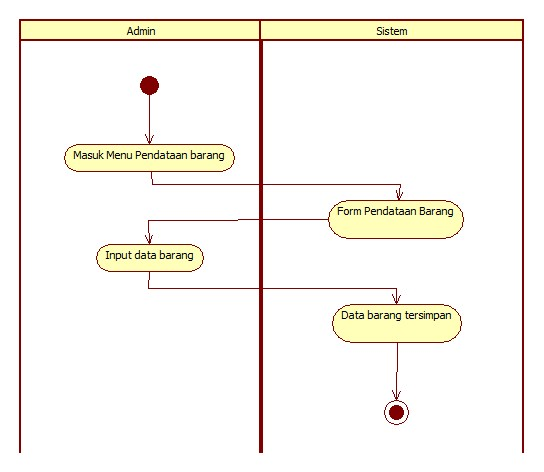 Admin
Sistem
Masuk Menu Pendataan barang
Form Pendataan Barang
Input data barang
Data barang tersimpan